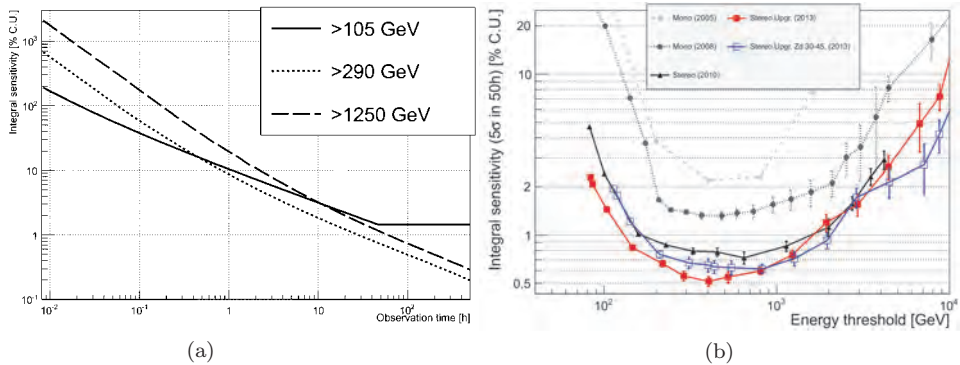 Integral sensitivity [% C.U.]
10³
10²
10
1
10⁻¹
10⁻²
10⁻¹
1
10
10²
Observation time [h]
>105 GeV
>290 GeV
>1250 GeV
(a)
Integral sensitivity (5σ in 50h) [% C.U.]
20
10
2
1
0.5
10²
10³
10⁴
Energy threshold [GeV]
Mono (2005)
Stereo.Upgr. (2013)
Mono (2008)
Stereo.Upgr, Zd 30-45, (2013)
Stereo (2010)
(b)